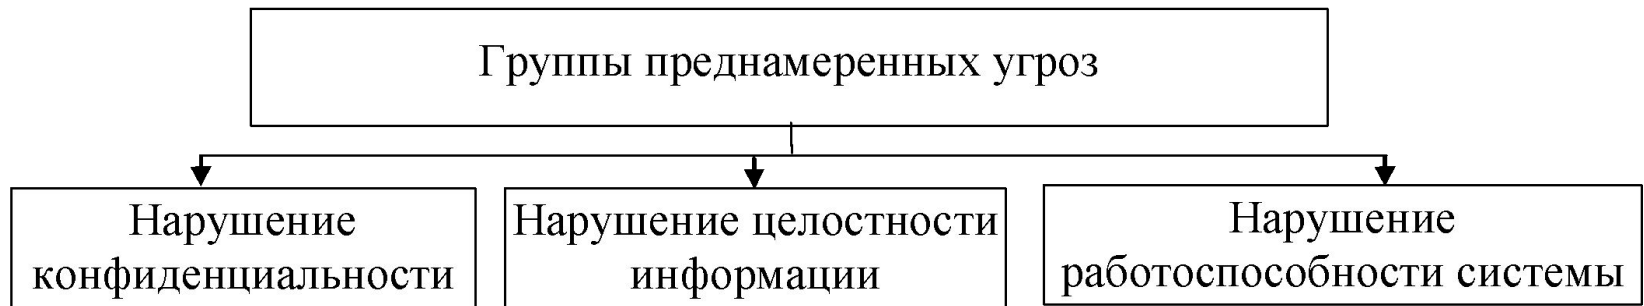 Группы преднамеренных угроз
Нарушение
конфиденциальности
Нарушение целостности
информации
Нарушение
работоспособности системы